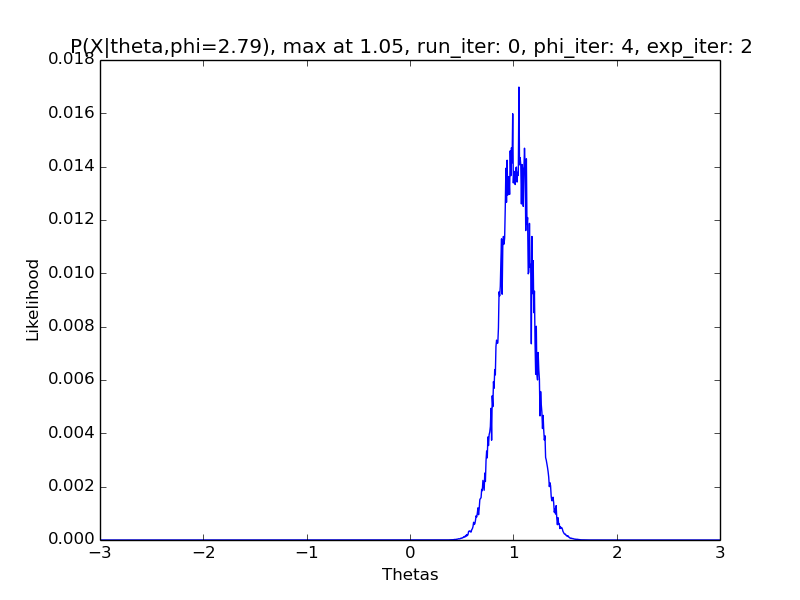 P(X|theta,phi=2.79), max at 1.05, run_iter: 0, phi_iter: 4, exp_iter: 2
0.018
0.016
0.014
0.012
0.010
0.008
0.006
0.004
0.002
0.000
Likelihood
−3 −2 −1 0 1 2 3
Thetas